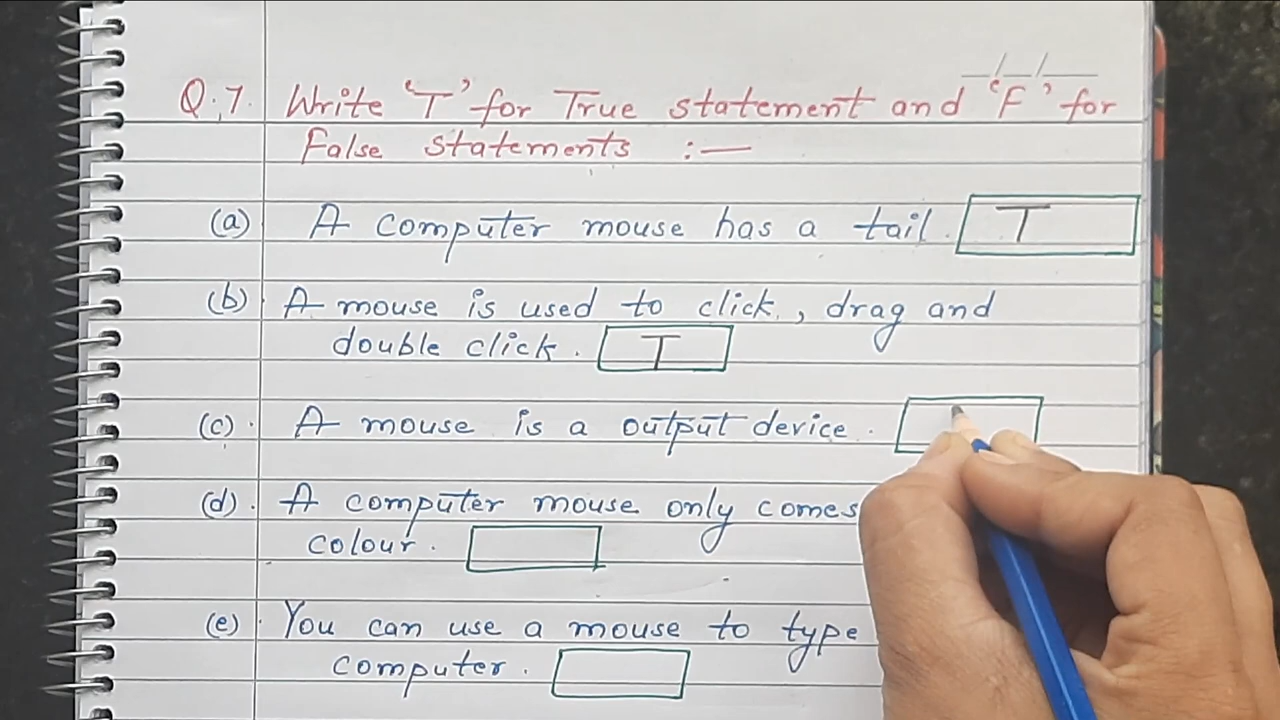 Q.7. Write 'T' for True statement and 'F' for
False statements :—
(a) A computer mouse has a tail. T
(b) A mouse is used to click, drag and
double click. T
(c) A mouse is a output device.
(d) A computer mouse only comes
colour.
(e) You can use a mouse to type
computer.